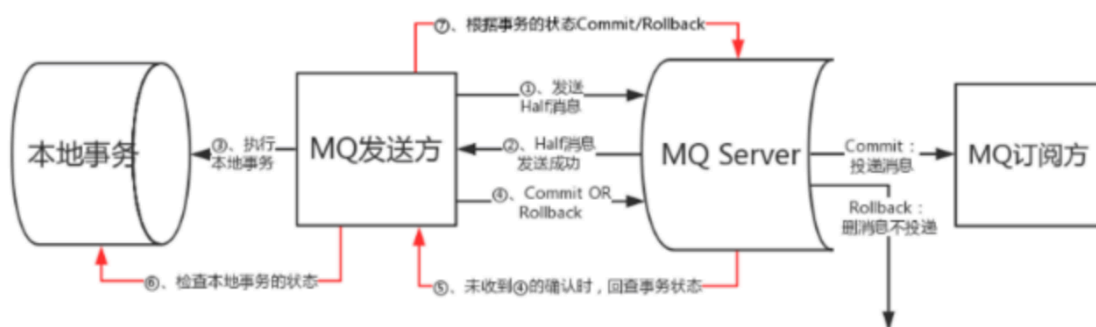 ⑦、根据事务的状态Commit/Rollback
①、发送
Half消息
本地事务
③、执行
本地事务
MQ发送方
②、Half消息
发送成功
MQ Server
Commit：
投递消息
MQ订阅方
④、Commit OR
Rollback
Rollback：
删消息不投递
⑥、检查本地事务的状态
⑤、未收到④的确认时，回查事务状态